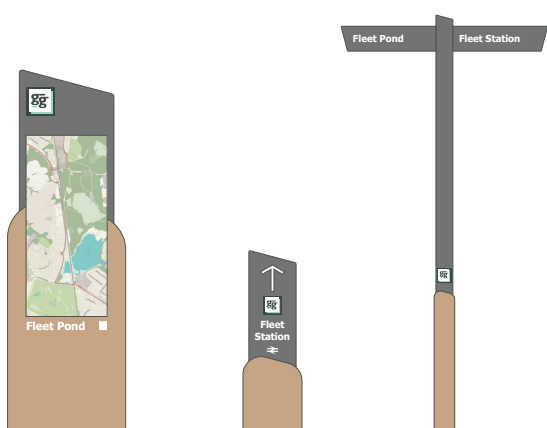 gg
Fleet Pond
gg
Fleet
Station
Fleet Pond
Fleet Station
gg